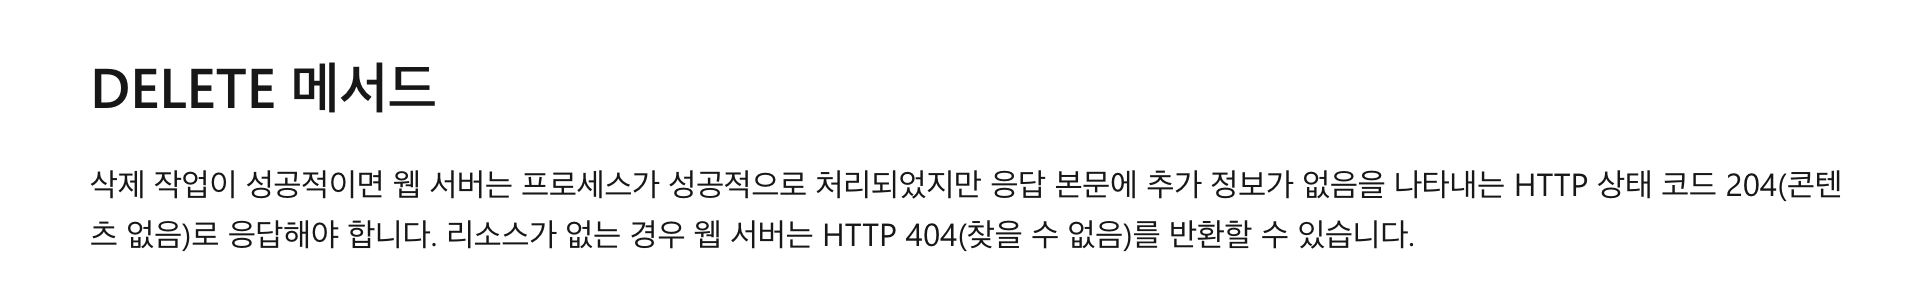 DELETE 메서드
삭제 작업이 성공적이면 웹 서버는 프로세스가 성공적으로 처리되었지만 응답 본문에 추가 정보가 없음을 나타내는 HTTP 상태 코드 204(콘텐
츠 없음)로 응답해야 합니다. 리소스가 없는 경우 웹 서버는 HTTP 404(찾을 수 없음)를 반환할 수 있습니다.